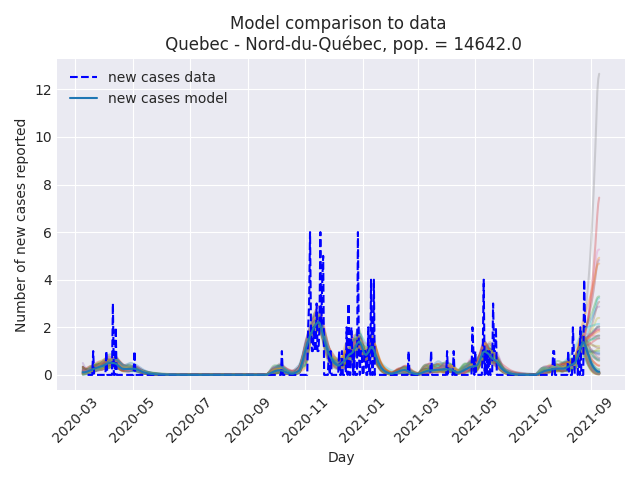 Model comparison to data
Quebec - Nord-du-Québec, pop. = 14642.0
new cases data
new cases model
Number of new cases reported
12
10
8
6
4
2
0
2020-03
2020-05
2020-07
2020-09
2020-11
2021-01
2021-03
2021-05
2021-07
2021-09
Day